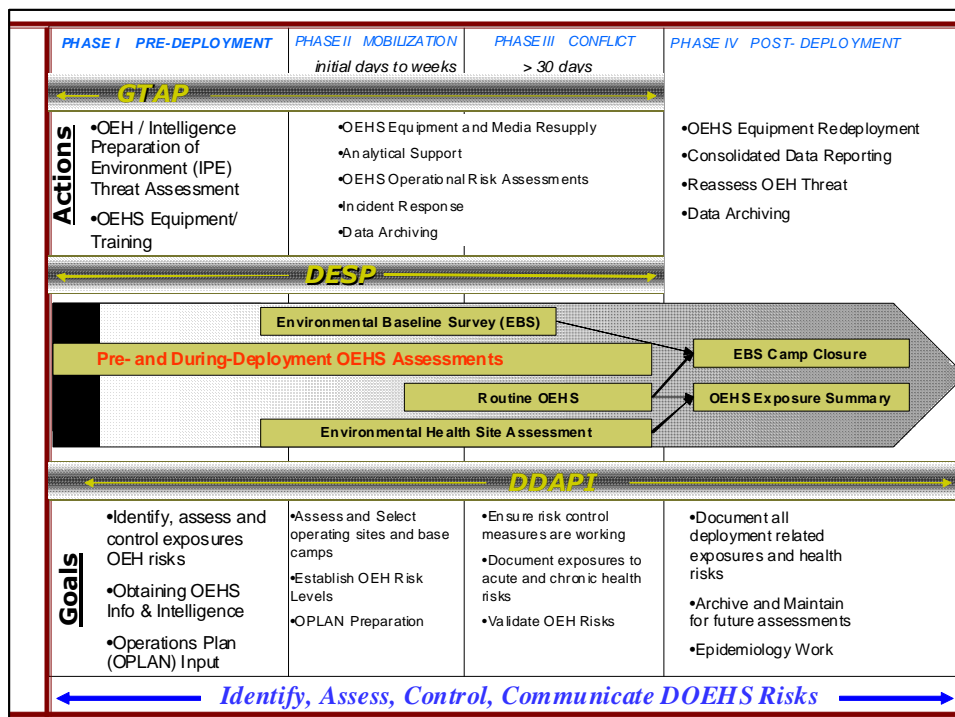 PHASE I PRE-DEPLOYMENT
PHASE II MOBILIZATION
initial days to weeks
PHASE III CONFLICT
> 30 days
PHASE IV POST- DEPLOYMENT
GTAP
Actions
•OEH / Intelligence
Preparation of
Environment (IPE)
Threat Assessment
•OEHS Equipment/
Training
•OEHS Equipment and Media Resupply
•Analytical Support
•OEHS Operational Risk Assessments
•Incident Response
•Data Archiving
•OEHS Equipment Redeployment
•Consolidated Data Reporting
•Reassess OEH Threat
•Data Archiving
DESP
Environmental Baseline Survey (EBS)
Pre- and During-Deployment OEHS Assessments
EBS Camp Closure
Routine OEHS
OEHS Exposure Summary
Environmental Health Site Assessment
DDAPI
Goals
•Identify, assess and
control exposures
OEH risks
•Obtaining OEHS
Info & Intelligence
•Operations Plan
(OPLAN) Input
•Assess and Select
operating sites and base
camps
•Establish OEH Risk
Levels
•OPLAN Preparation
•Ensure risk control
measures are working
•Document exposures to
acute and chronic health
risks
•Validate OEH Risks
•Document all
deployment related
exposures and health
risks
•Archive and Maintain
for future assessments
•Epidemiology Work
Identify, Assess, Control, Communicate DOEHS Risks